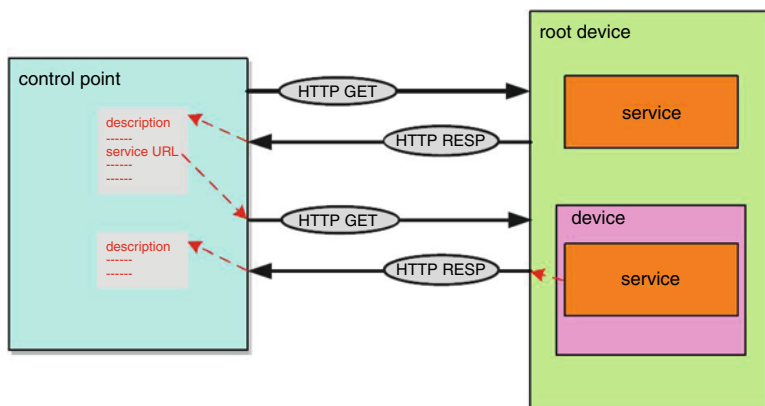 root device
control point
HTTP GET
service
description
------
service URL
------
------
HTTP RESP
device
HTTP GET
description
------
------
HTTP RESP
service